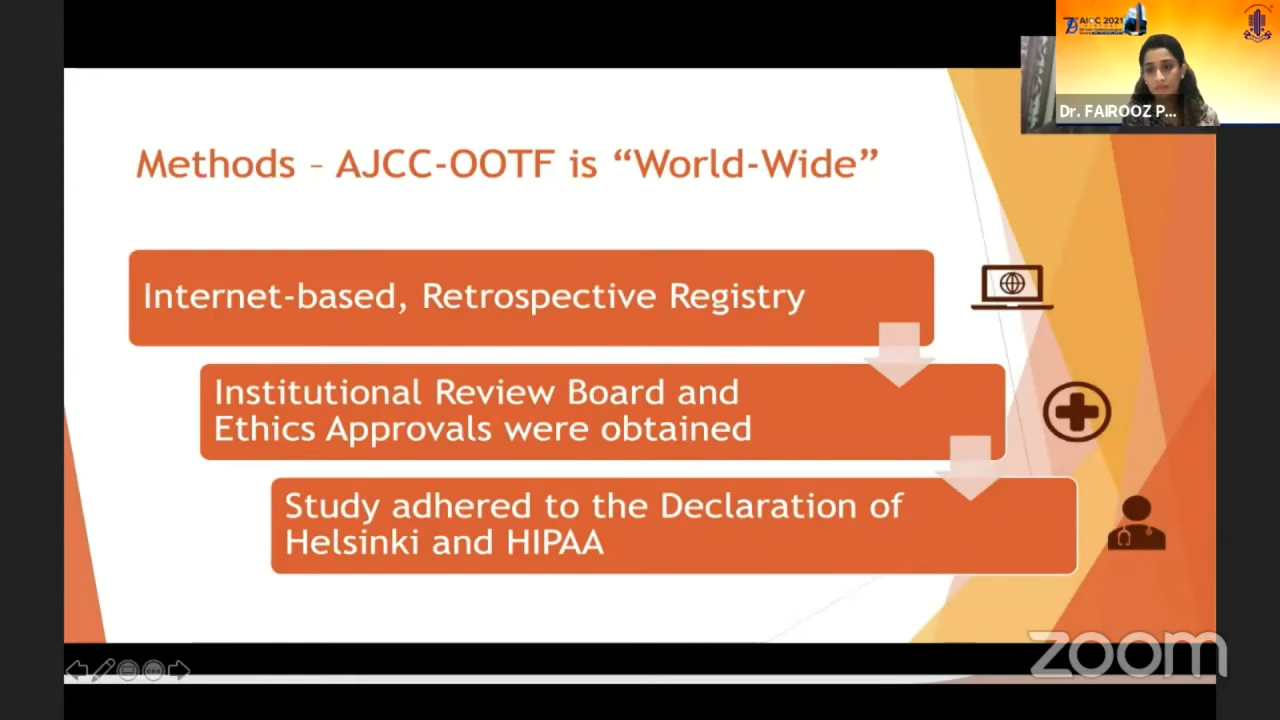 AIOC 2021
Dr. FAIROOZ P...
Methods – AJCC-OOTF is “World-Wide”
Internet-based, Retrospective Registry
Institutional Review Board and
Ethics Approvals were obtained
Study adhered to the Declaration of
Helsinki and HIPAA
zoom